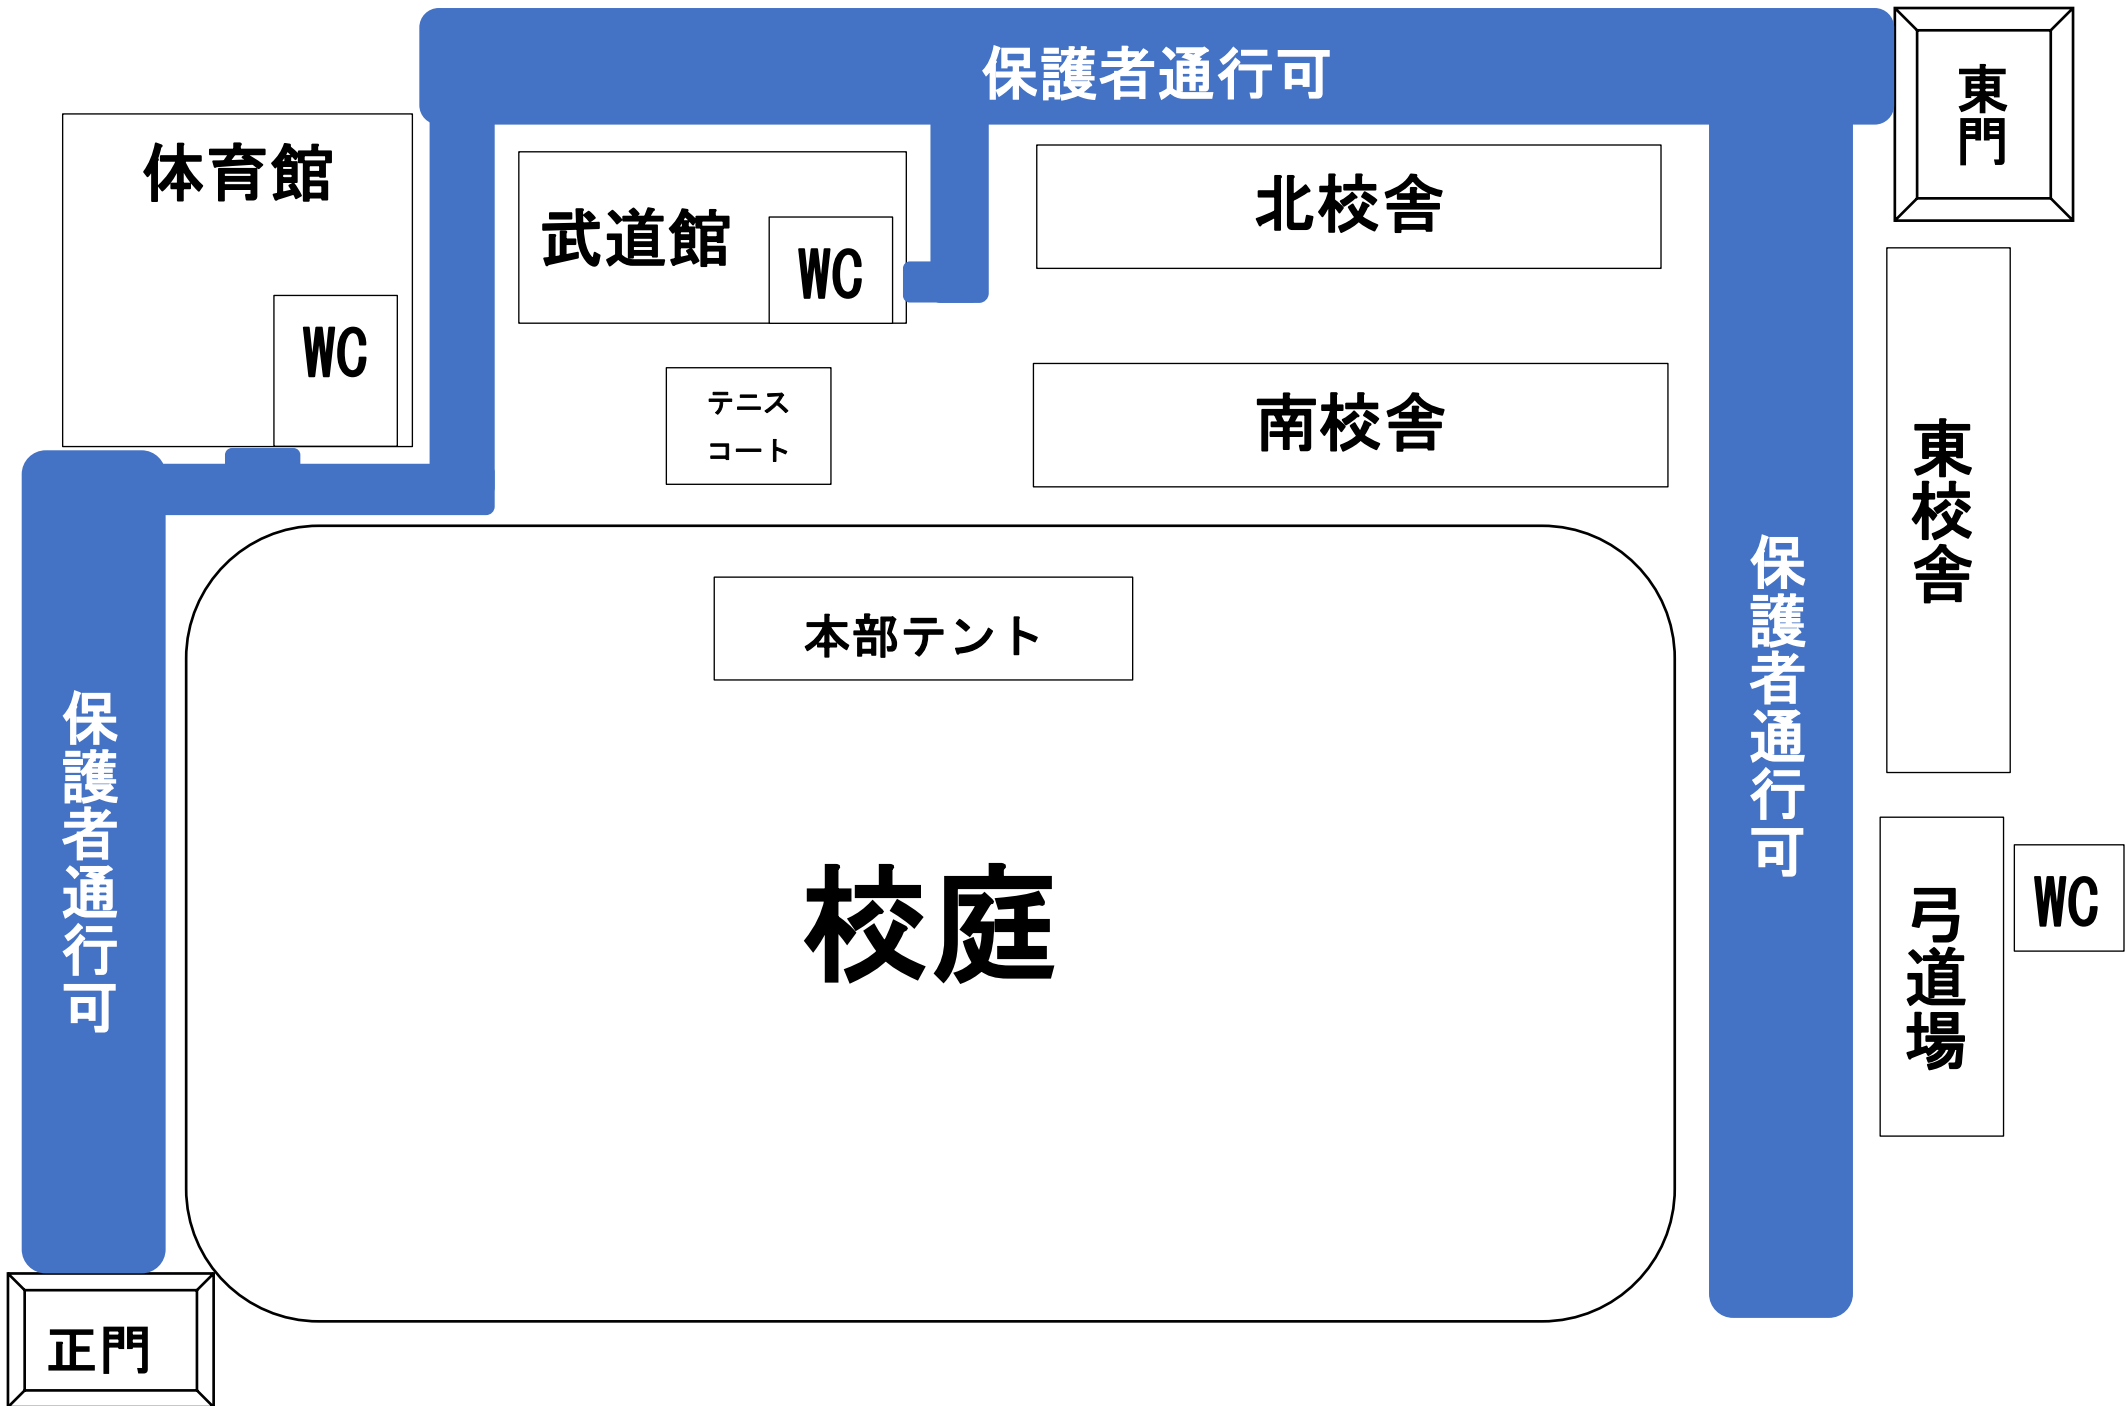 保護者通行可
東門
体育館
WC
武道館
WC
北校舎
テニス
コート
南校舎
東校舎
保護者通行可
本部テント
保護者通行可
校庭
弓道場
WC
正門